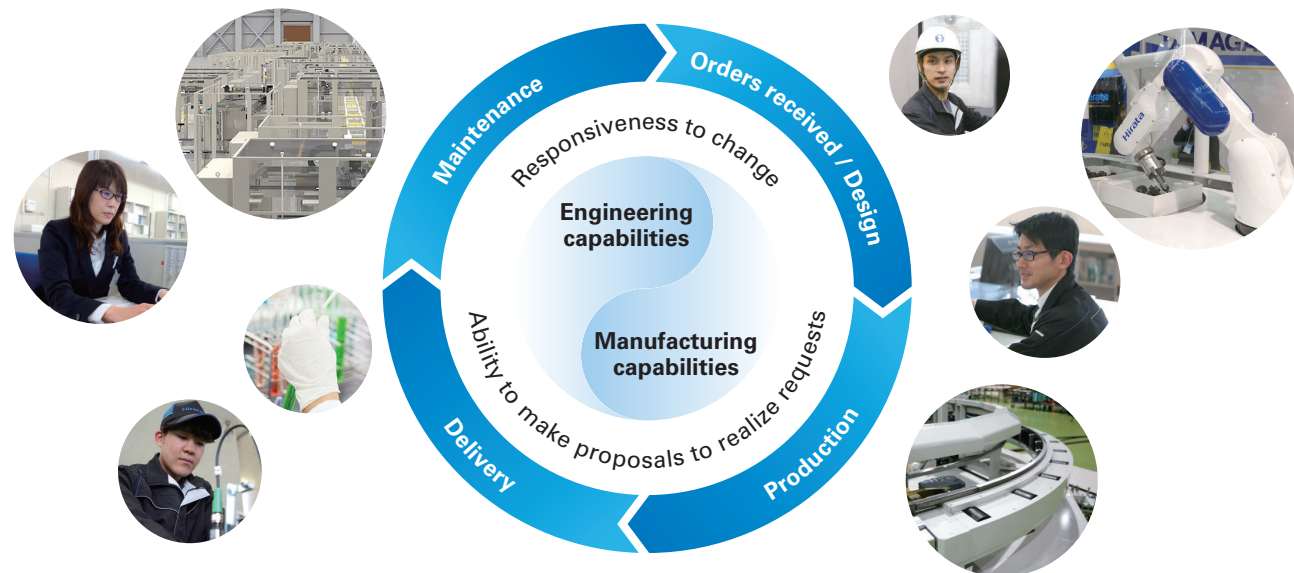 Maintenance
Orders received / Design
Responsiveness to change
Engineering
capabilities
Manufacturing
capabilities
Ability to make proposals to realize requests
Delivery
Production
Hirata